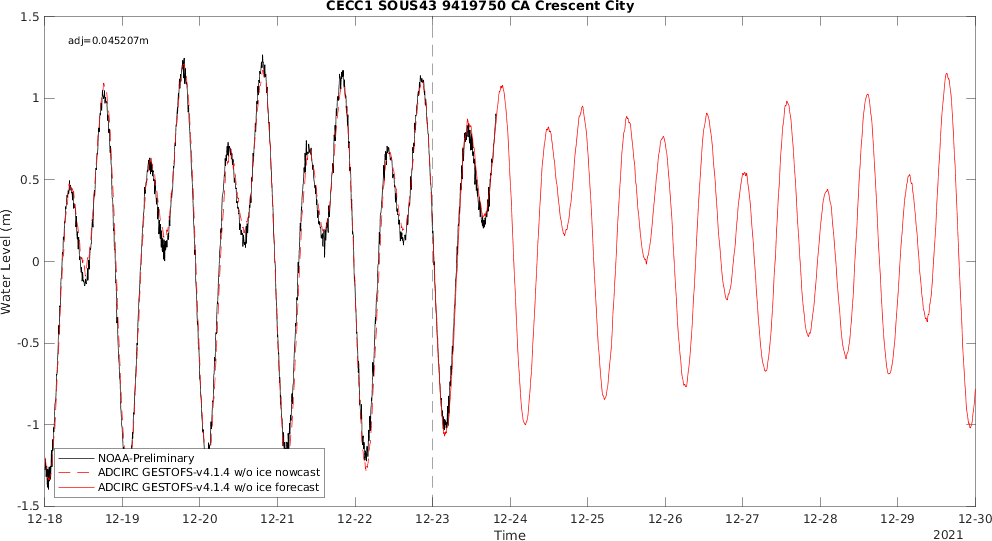 CECC1 SOUS43 9419750 CA Crescent City
adj=0.045207m
1.5
1
0.5
0
-0.5
-1
-1.5
Water Level (m)
NOAA-Preliminary
ADCIRC GESTOFS-v4.1.4 w/o ice nowcast
ADCIRC GESTOFS-v4.1.4 w/o ice forecast
12-18 12-19 12-20 12-21 12-22 12-23 12-24 12-25 12-26 12-27 12-28 12-29 12-30
Time
2021